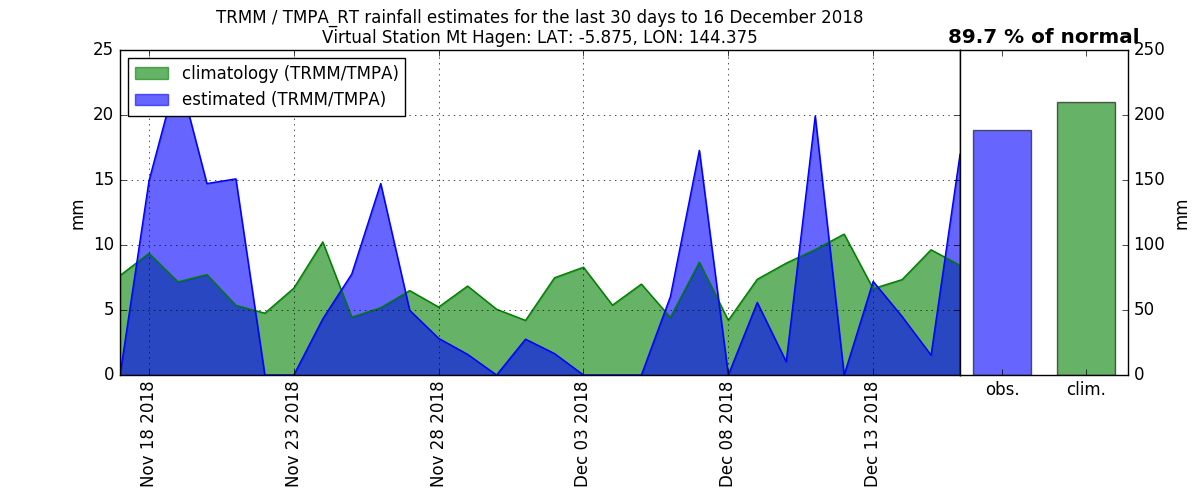 TRMM / TMPA_RT rainfall estimates for the last 30 days to 16 December 2018
Virtual Station Mt Hagen: LAT: -5.875, LON: 144.375
89.7 % of normal
climatology (TRMM/TMPA)
estimated (TRMM/TMPA)
25
20
15
10
5
0
mm
250
200
150
100
50
0
mm
Nov 18 2018
Nov 23 2018
Nov 28 2018
Dec 03 2018
Dec 08 2018
Dec 13 2018
obs.
clim.